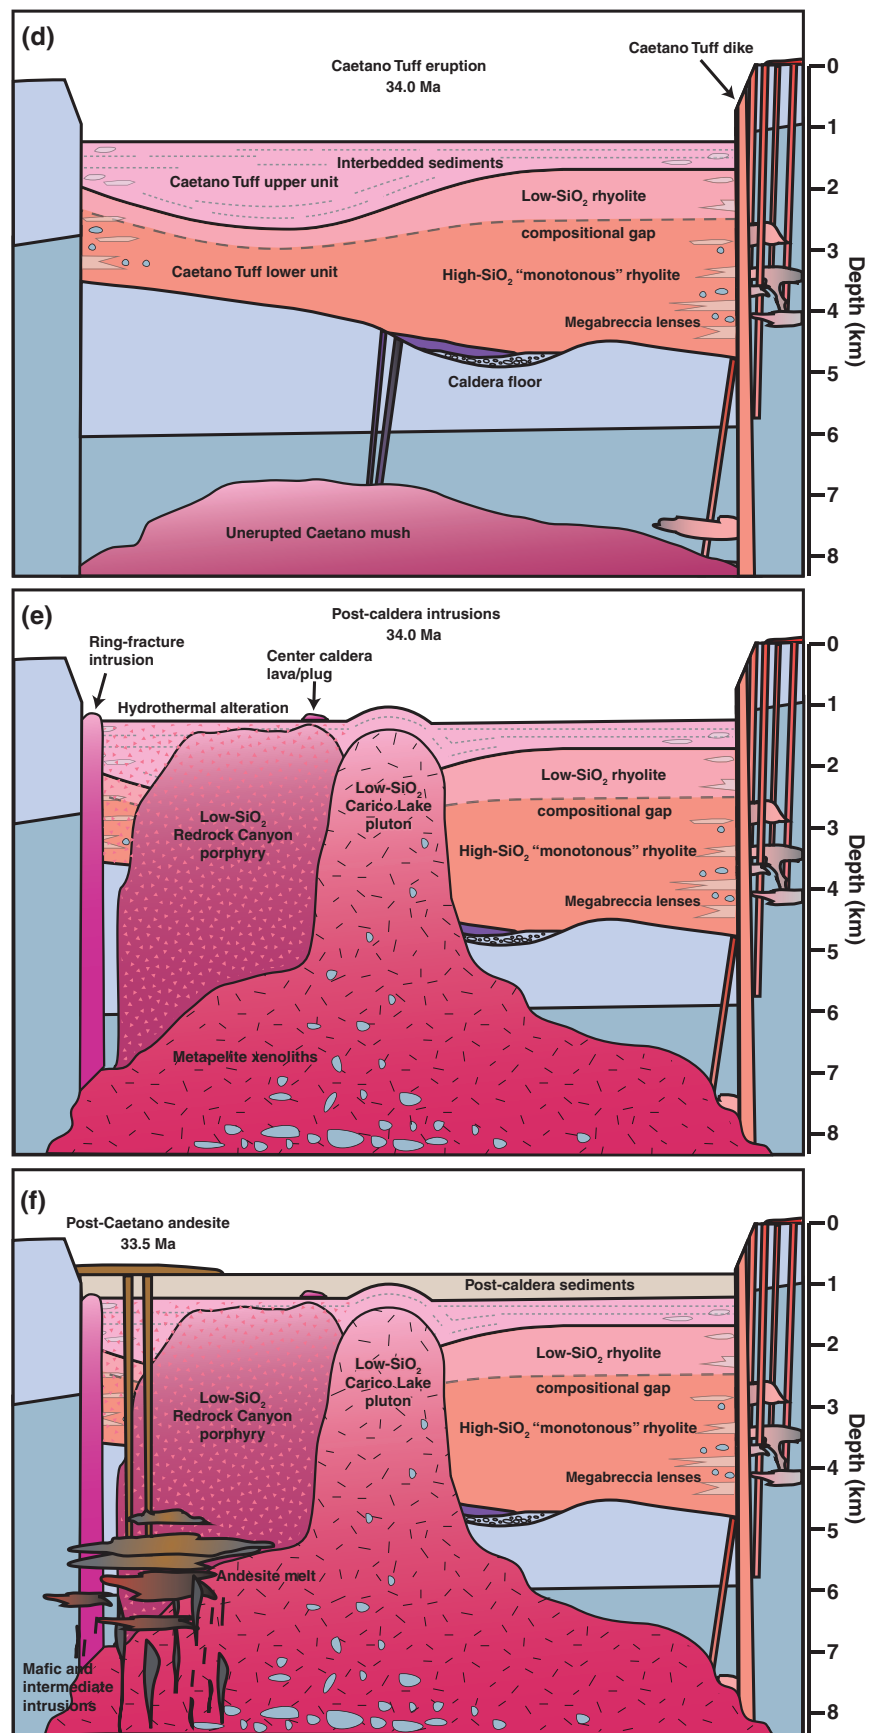 (d)
Caetano Tuff eruption
34.0 Ma
Caetano Tuff dike
Interbedded sediments
Caetano Tuff upper unit
Low-SiO2 rhyolite
compositional gap
Caetano Tuff lower unit
High-SiO2 “monotonous” rhyolite
Megabreccia lenses
Caldera floor
Unerupted Caetano mush
0
1
2
3
4
5
6
7
8
Depth (km)
(e)
Post-caldera intrusions
34.0 Ma
Ring-fracture
intrusion
Center caldera
lava/plug
Hydrothermal alteration
Low-SiO2
Redrock Canyon
porphyry
Low-SiO2
Carico Lake
pluton
Low-SiO2 rhyolite
compositional gap
High-SiO2 “monotonous” rhyolite
Megabreccia lenses
Metapelite xenoliths
0
1
2
3
4
5
6
7
8
Depth (km)
(f)
Post-Caetano andesite
33.5 Ma
Post-caldera sediments
Low-SiO2
Redrock Canyon
porphyry
Low-SiO2
Carico Lake
pluton
Low-SiO2 rhyolite
compositional gap
High-SiO2 “monotonous” rhyolite
Megabreccia lenses
Andesite melt
Mafic and
intermediate
intrusions
0
1
2
3
4
5
6
7
8
Depth (km)